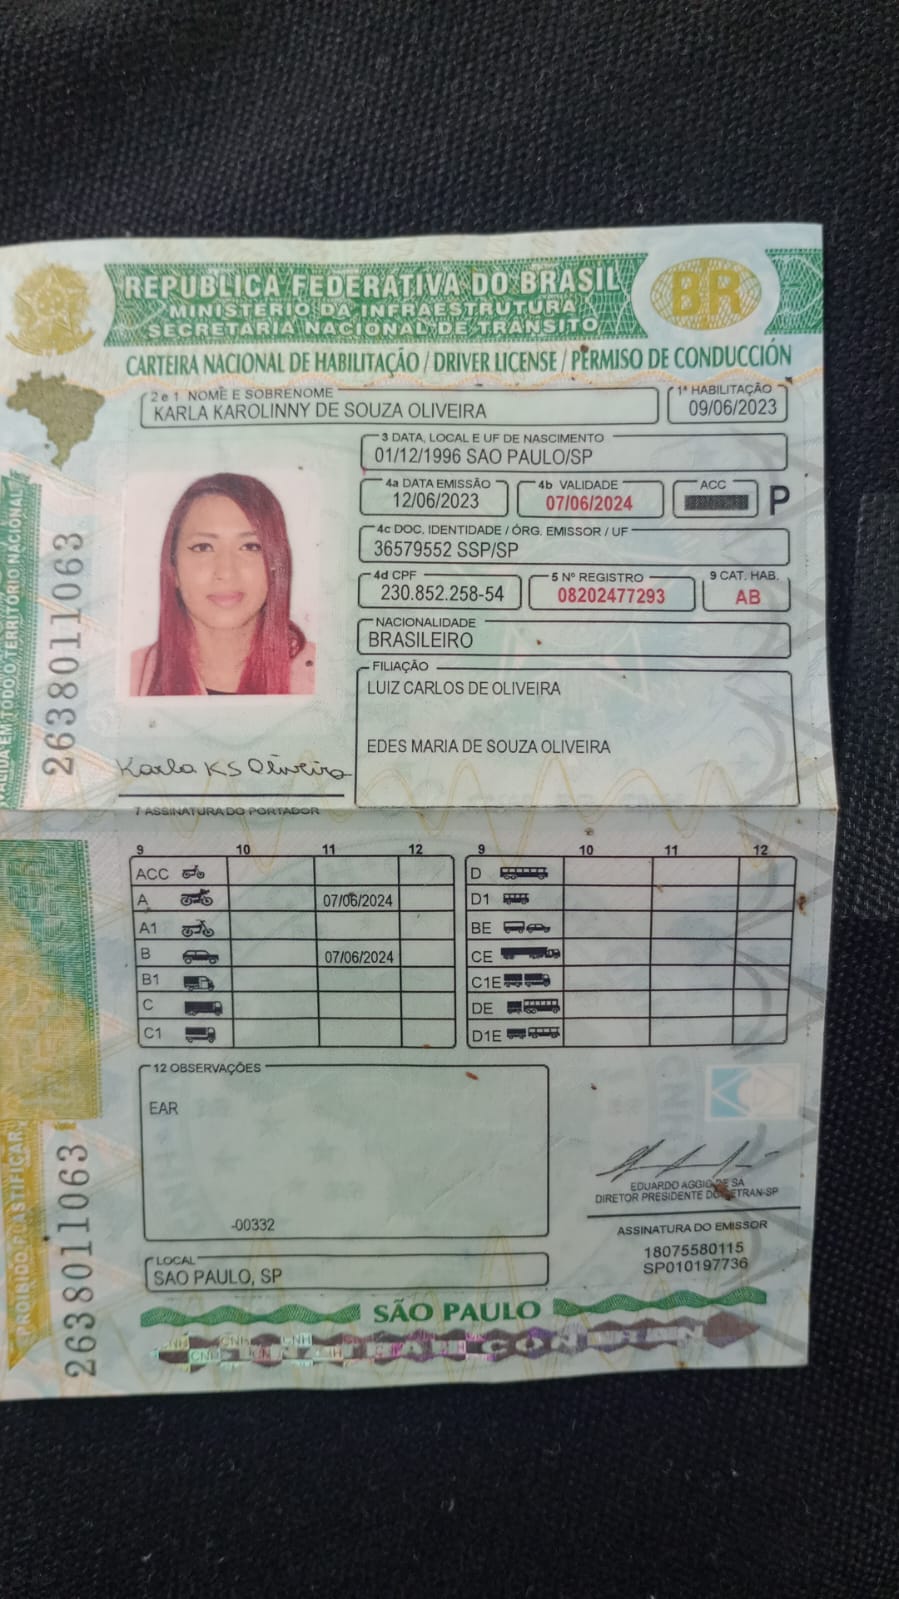 REPÚBLICA FEDERATIVA DO BRASIL
MINISTÉRIO DA INFRAESTRUTURA
SECRETARIA NACIONAL DE TRÂNSITO
BR
CARTEIRA NACIONAL DE HABILITAÇÃO / DRIVER LICENSE / PERMISO DE CONDUCCIÓN
2 e 1 NOME E SOBRENOME
KARLA KAROLINNY DE SOUZA OLIVEIRA
1ª HABILITAÇÃO
09/06/2023
3 DATA, LOCAL E UF DE NASCIMENTO
01/12/1996 SAO PAULO/SP
4a DATA EMISSÃO
12/06/2023
4b VALIDADE
07/06/2024
ACC
P
4c DOC. IDENTIDADE / ÓRG. EMISSOR / UF
36579552 SSP/SP
4d CPF
230.852.258-54
5 Nº REGISTRO
08202477293
9 CAT. HAB.
AB
NACIONALIDADE
BRASILEIRO
FILIAÇÃO
LUIZ CARLOS DE OLIVEIRA
EDES MARIA DE SOUZA OLIVEIRA
VÁLIDA EM TODO O TERRITÓRIO NACIONAL
2638011063
Karla KS Oliveira
7 ASSINATURA DO PORTADOR
9 10 11 12
ACC
A 07/06/2024
A1
B 07/06/2024
B1
C
C1
9 10 11 12
D
D1
BE
CE
C1E
DE
D1E
12 OBSERVAÇÕES
EAR
-00332
PROIBIDO PLASTIFICAR
2638011063
EDUARDO AGGIO DE SA
DIRETOR PRESIDENTE DO DETRAN-SP
ASSINATURA DO EMISSOR
18075580115
SP010197736
LOCAL
SAO PAULO, SP
SÃO PAULO